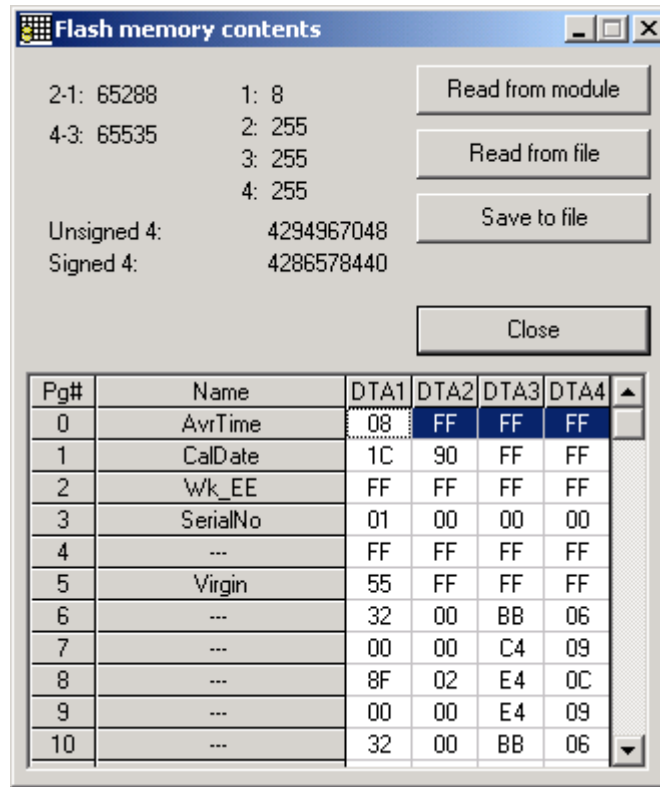 Flash memory contents
2-1: 65288 1: 8 Read from module
4-3: 65535 2: 255
3: 255 Read from file
4: 255
Unsigned 4: 4294967048 Save to file
Signed 4: 4286578440
Close
Pg# Name DTA1 DTA2 DTA3 DTA4
0 AvrTime 08 FF FF FF
1 CalDate 1C 90 FF FF
2 Wk_EE FF FF FF FF
3 SerialNo 01 00 00 00
4 --- FF FF FF FF
5 Virgin 55 FF FF FF
6 --- 32 00 BB 06
7 --- 00 00 C4 09
8 --- 8F 02 E4 0C
9 --- 00 00 E4 09
10 --- 32 00 BB 06